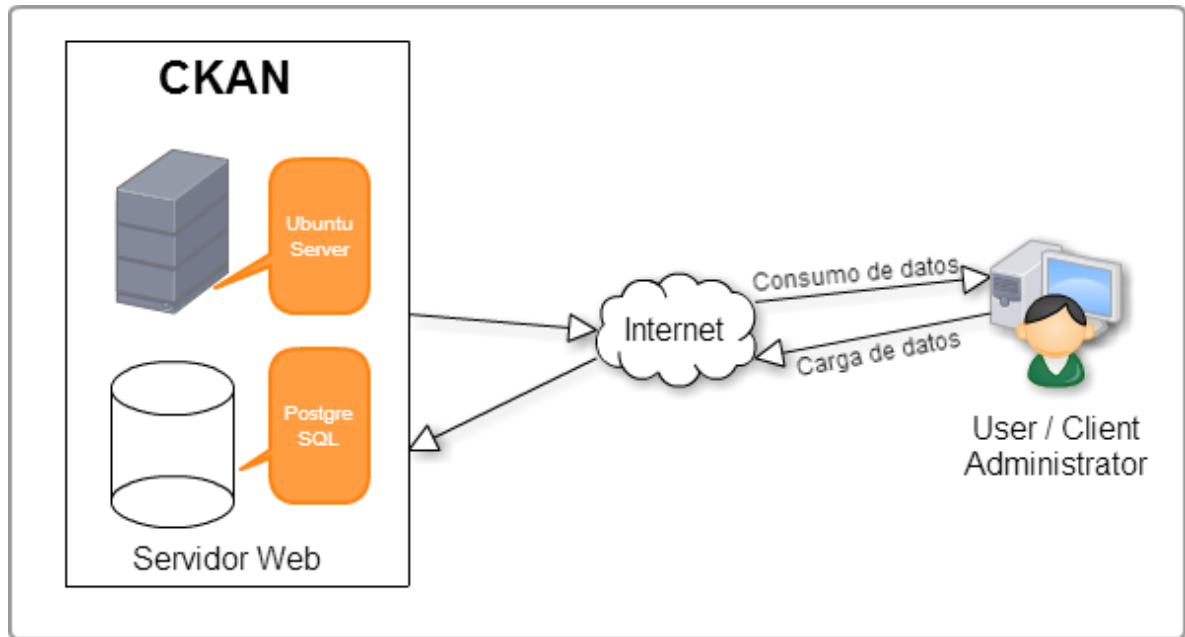 CKAN
Ubuntu
Server
Postgre
SQL
Servidor Web
Internet
Consumo de datos
Carga de datos
User / Client
Administrator